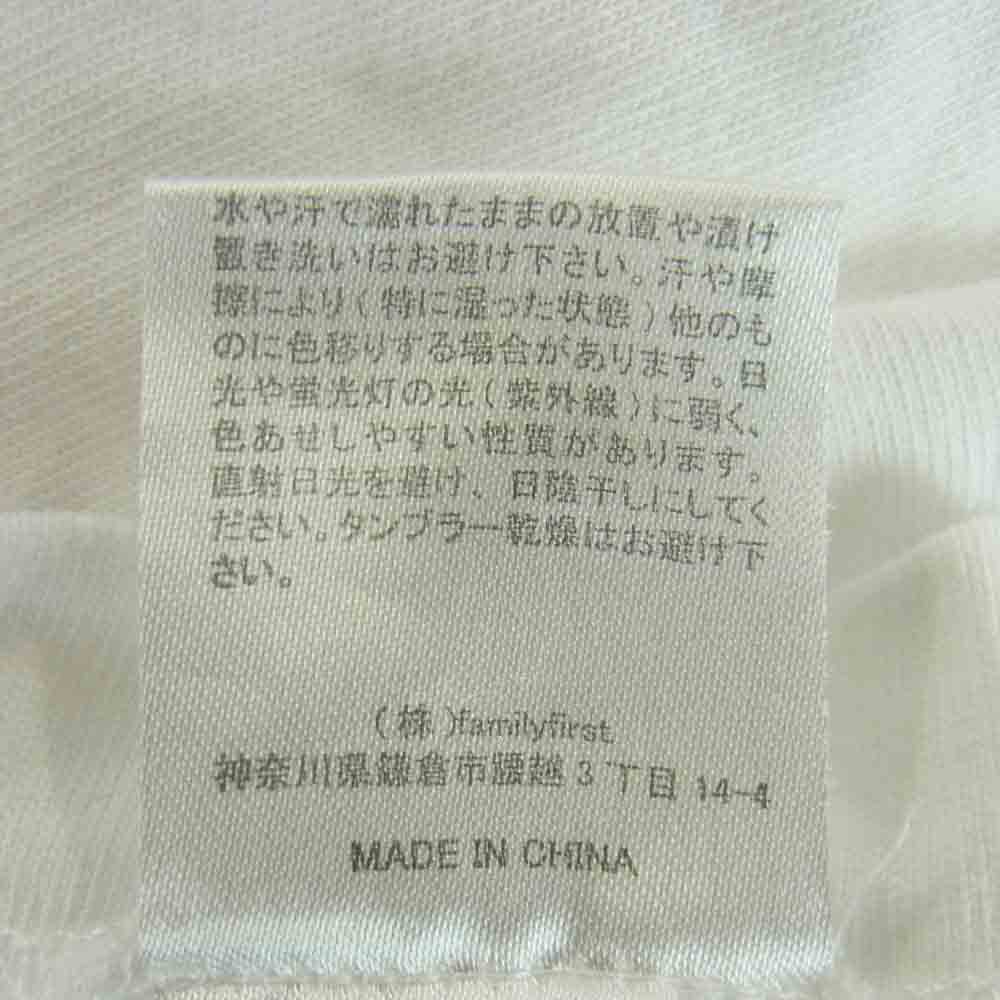 水や汗で濡れたままの放置や漬け
置き洗いはお避け下さい。汗や摩
擦により(特に湿った状態)他のも
のに色移りする場合があります。日
光や蛍光灯の光(紫外線)に弱く、
色あせしやすい性質があります。
直射日光を避け、日陰干しにしてく
ださい。タンブラー乾燥はお避け下
さい。
(株)familyfirst
神奈川県鎌倉市腰越3丁目14-4
MADE IN CHINA